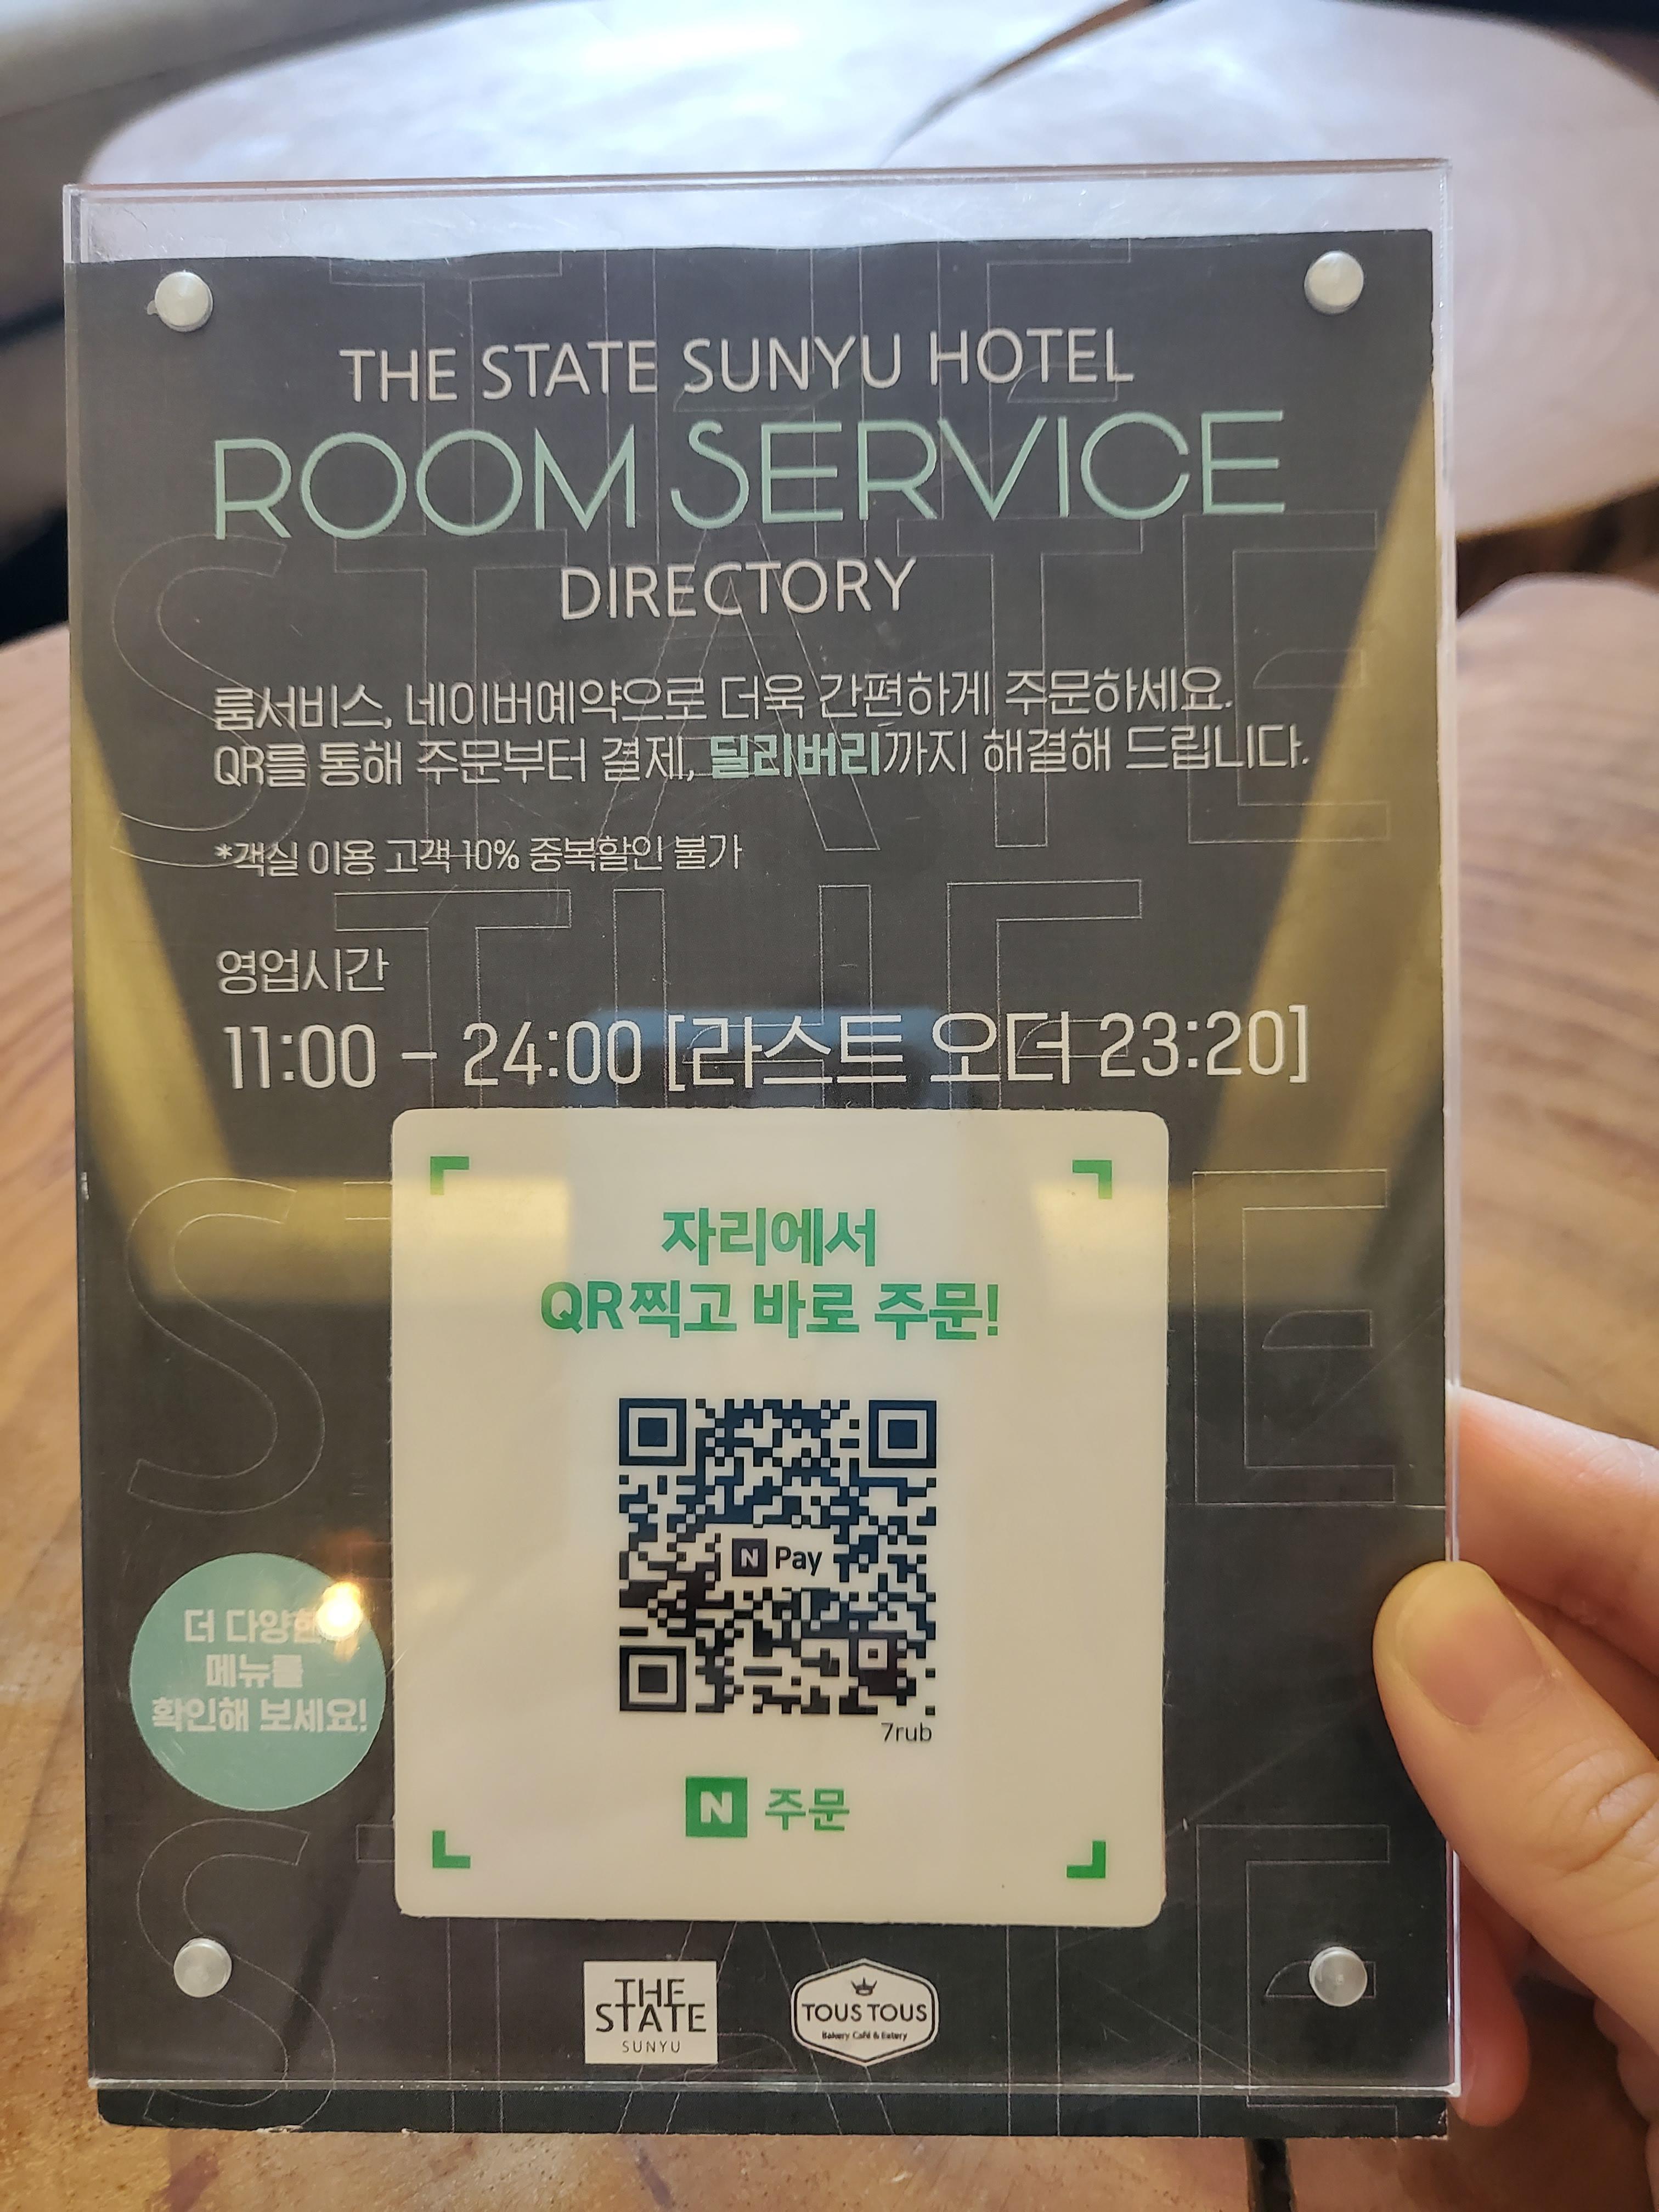 THE STATE SUNYU HOTEL
ROOM SERVICE
DIRECTORY
룸서비스, 네이버예약으로 더욱 간편하게 주문하세요.
QR를 통해 주문부터 결제, 딜리버리까지 해결해 드립니다.
*객실 이용 고객 10% 중복할인 불가
영업시간
11:00 - 24:00 [라스트 오더 23:20]
자리에서
QR찍고 바로 주문!
N Pay
7rub
N 주문
더 다양한
메뉴를
확인해 보세요!
THE
STATE
SUNYU
TOUS TOUS
Bakery Café & Eatery